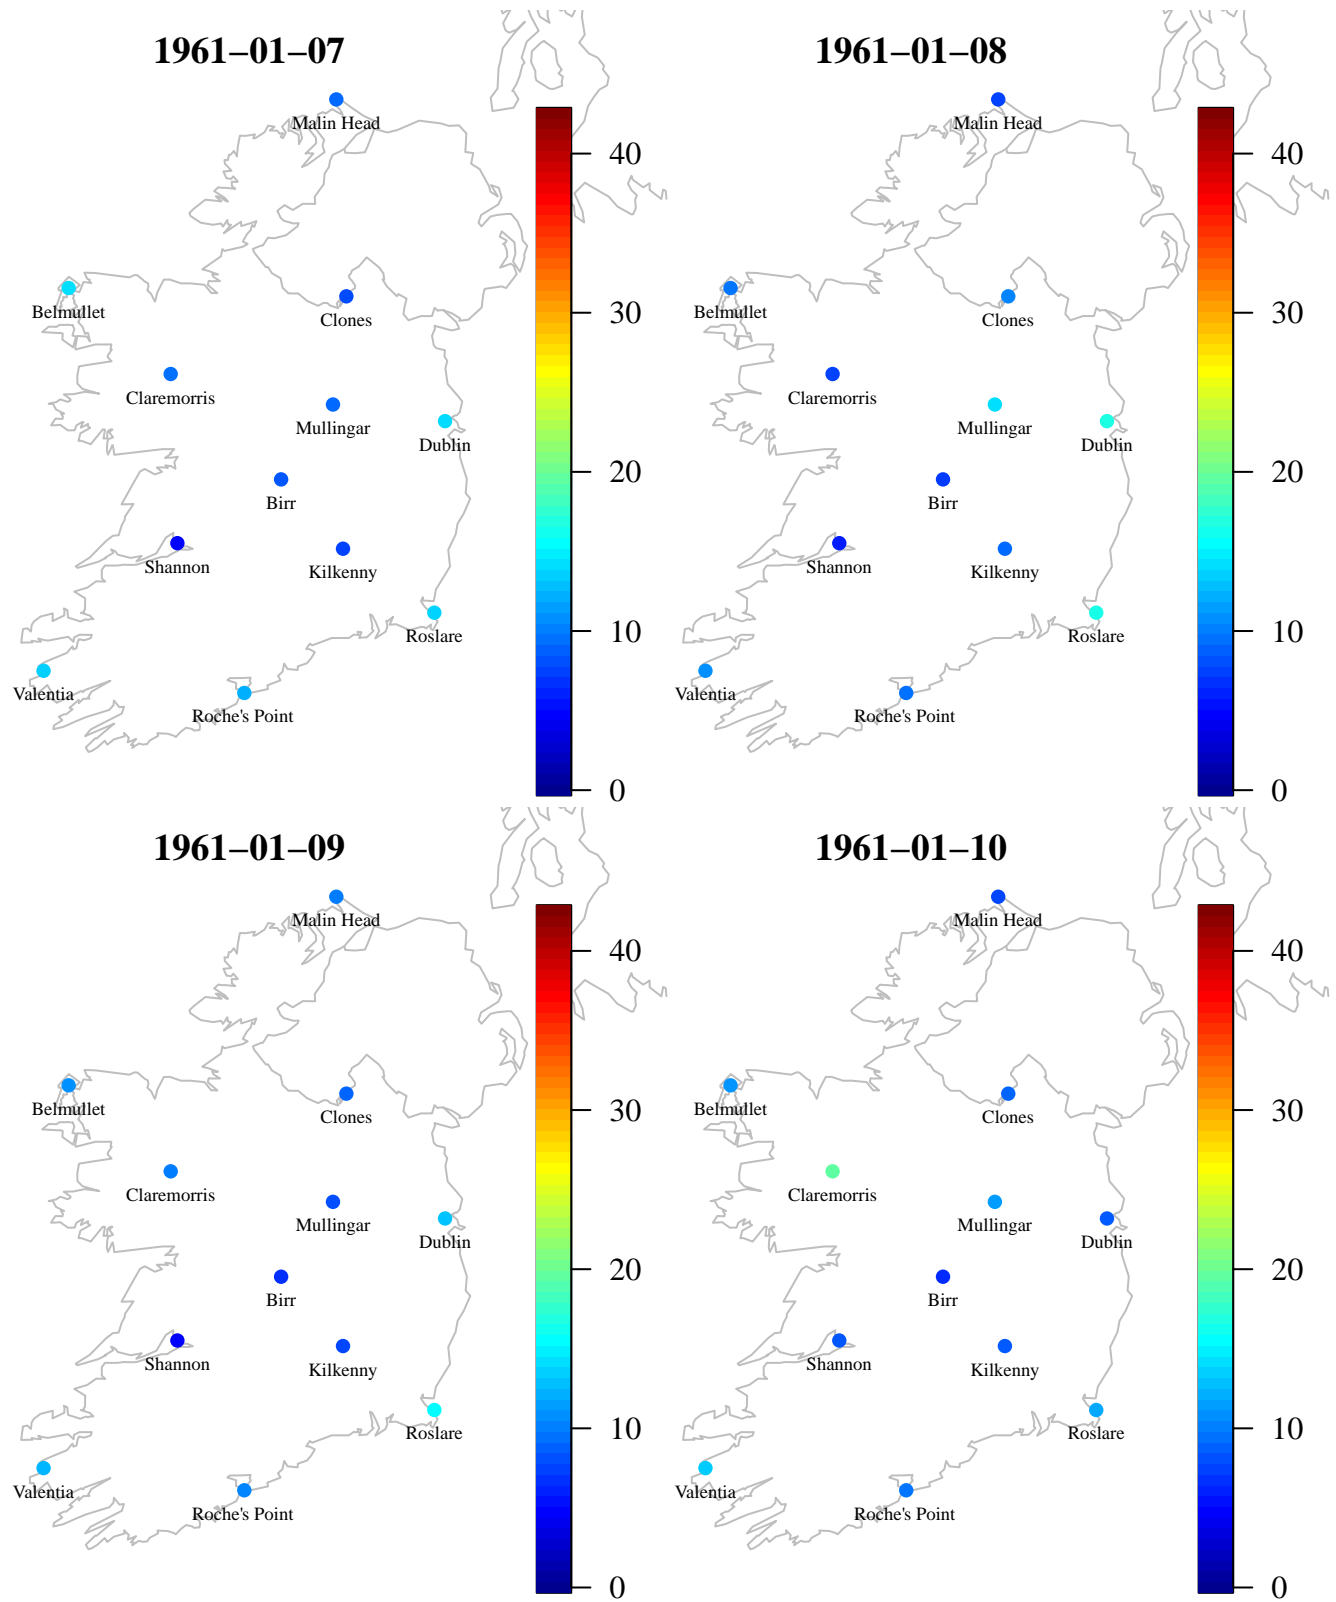 1961−01−07
Malin Head
Belmullet
Clones
Claremorris
Mullingar
Dublin
Birr
Shannon
Kilkenny
Roslare
Valentia
Roche's Point
40
30
20
10
0
1961−01−08
Malin Head
Belmullet
Clones
Claremorris
Mullingar
Dublin
Birr
Shannon
Kilkenny
Roslare
Valentia
Roche's Point
40
30
20
10
0
1961−01−09
Malin Head
Belmullet
Clones
Claremorris
Mullingar
Dublin
Birr
Shannon
Kilkenny
Roslare
Valentia
Roche's Point
40
30
20
10
0
1961−01−10
Malin Head
Belmullet
Clones
Claremorris
Mullingar
Dublin
Birr
Shannon
Kilkenny
Roslare
Valentia
Roche's Point
40
30
20
10
0